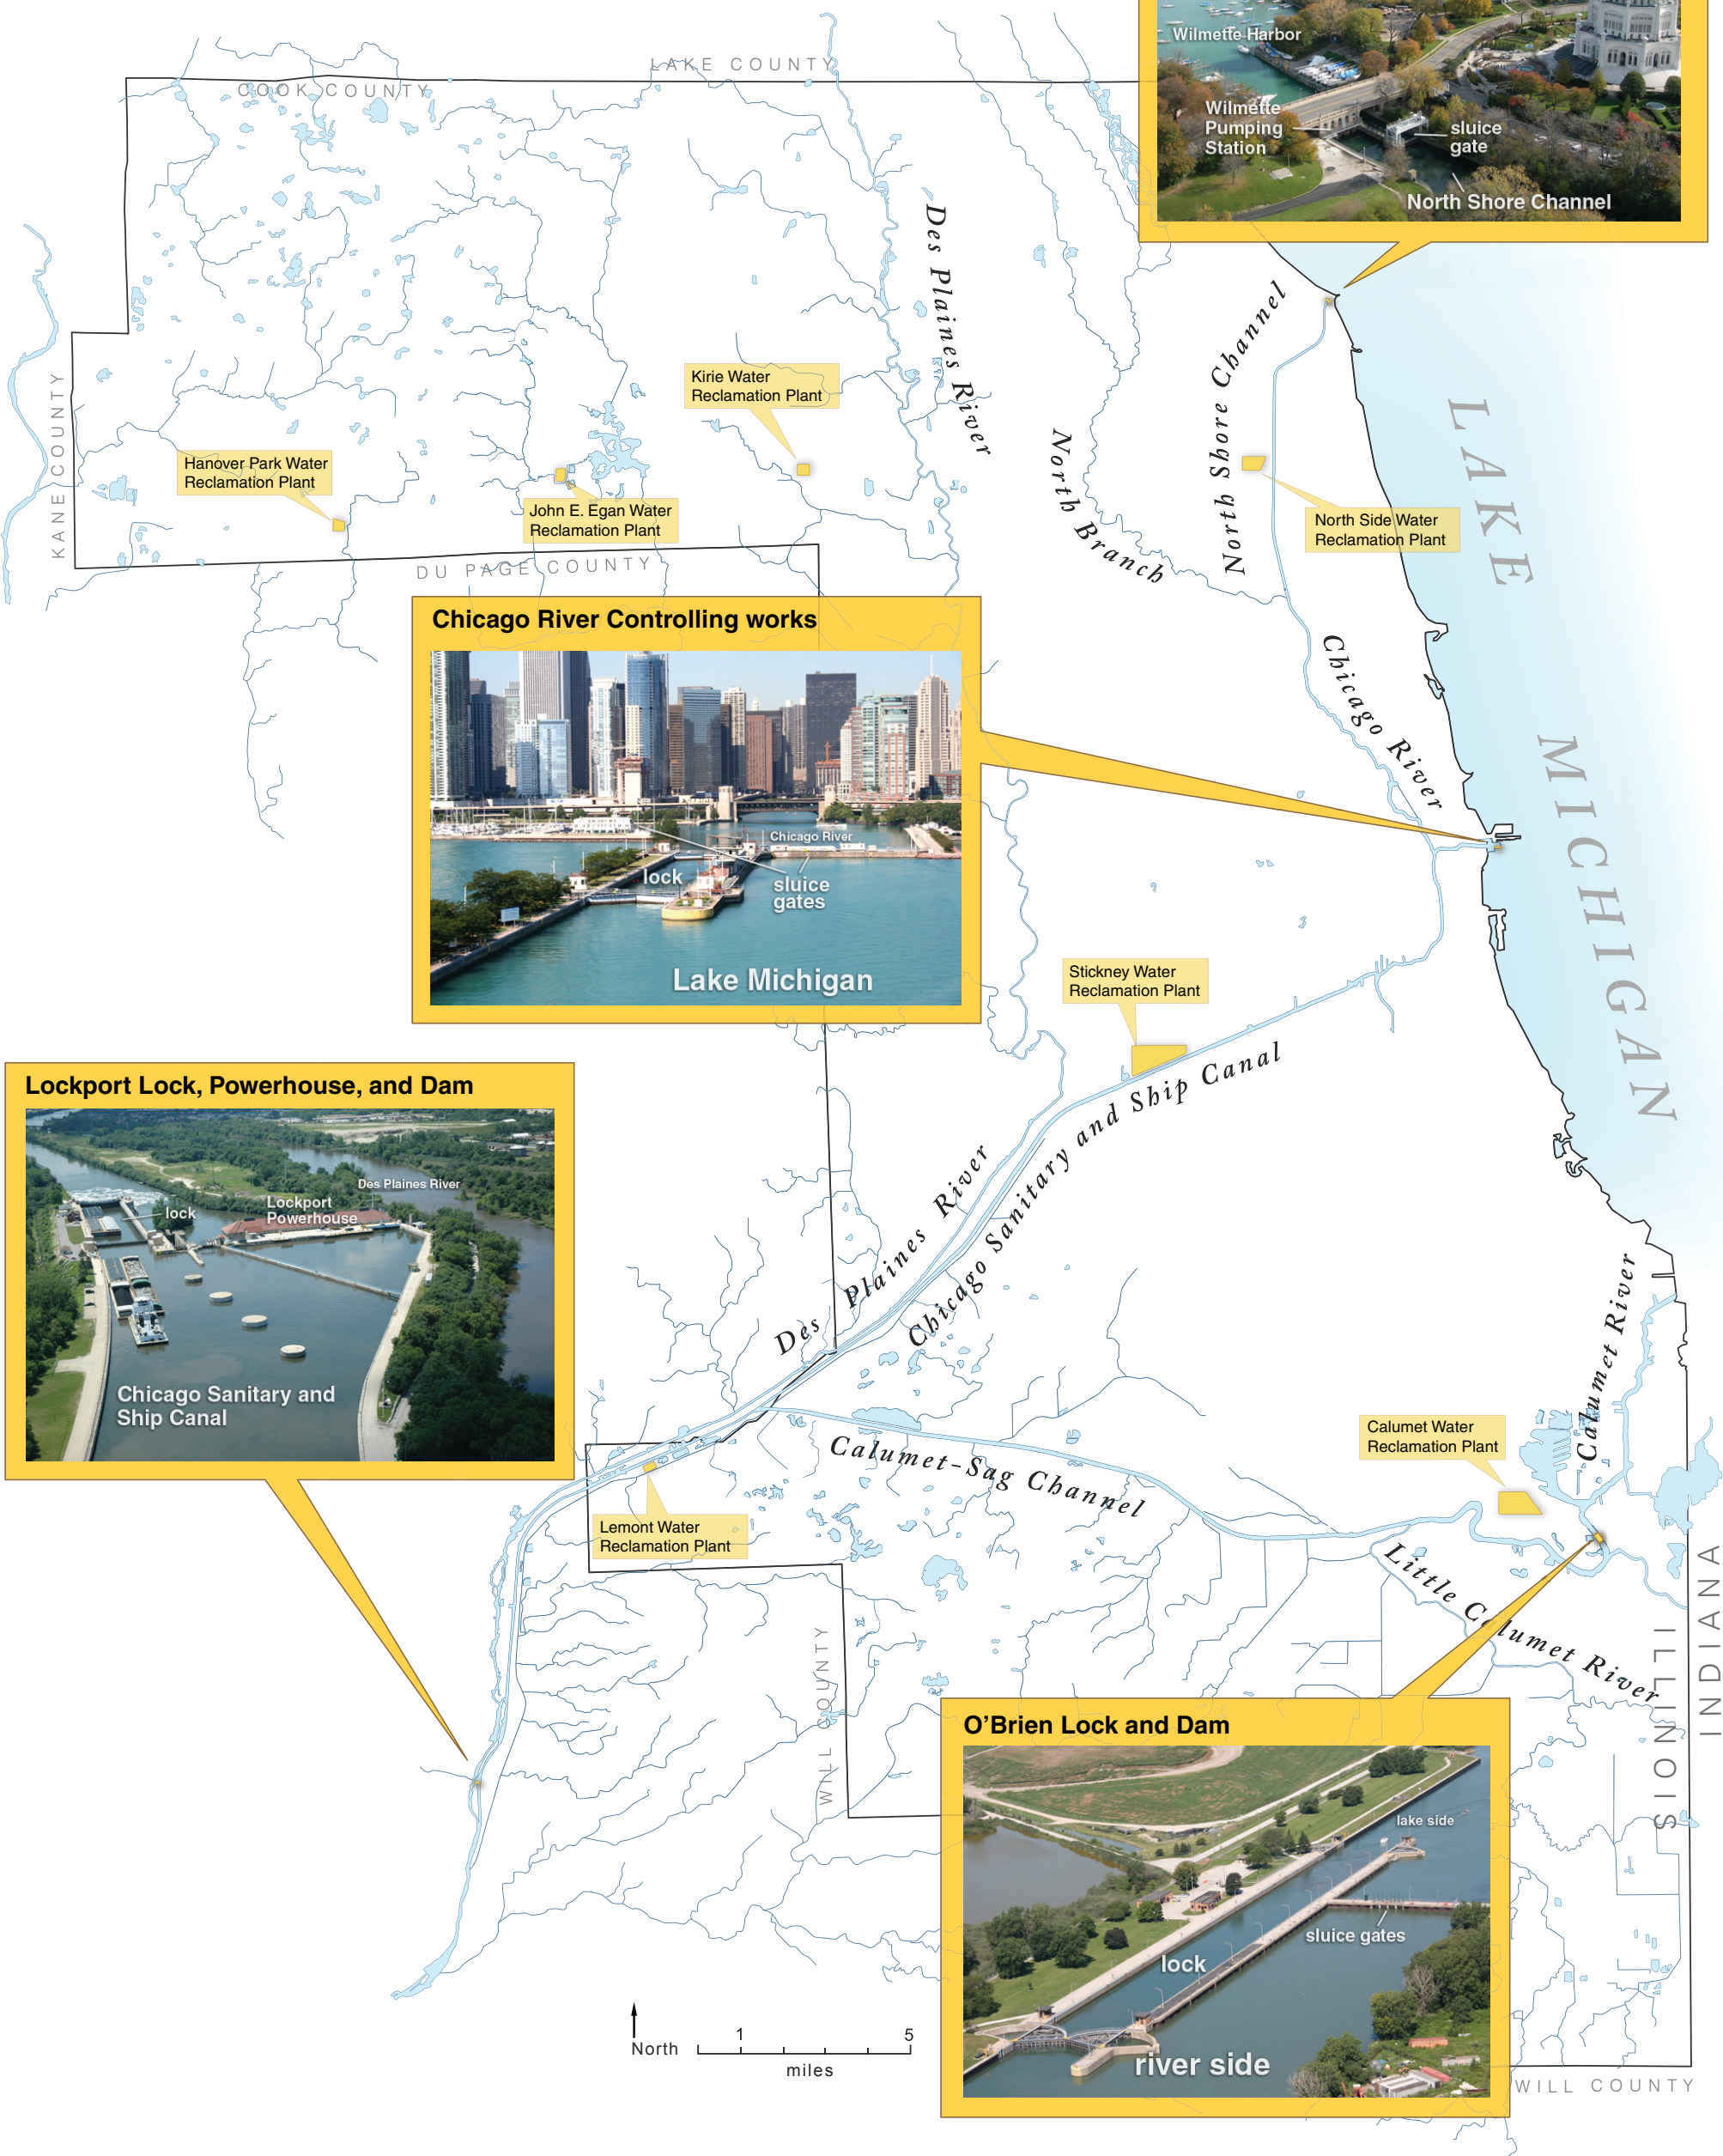 Wilmette Harbor
Wilmette
Pumping
Station
sluice
gate
North Shore Channel
LAKE COUNTY
COOK COUNTY
KANE COUNTY
Des Plaines River
North Branch
North Shore Channel
Kirie Water
Reclamation Plant
Hanover Park Water
Reclamation Plant
John E. Egan Water
Reclamation Plant
North Side Water
Reclamation Plant
DU PAGE COUNTY
LAKE MICHIGAN
Chicago River Controlling works
Chicago River
lock
sluice
gates
Lake Michigan
Chicago River
Stickney Water
Reclamation Plant
Chicago Sanitary and Ship Canal
Des Plaines River
Lockport Lock, Powerhouse, and Dam
Des Plaines River
lock
Lockport
Powerhouse
Chicago Sanitary and
Ship Canal
Calumet River
Calumet Water
Reclamation Plant
Calumet-Sag Channel
Lemont Water
Reclamation Plant
Little Calumet River
ILLINOIS
INDIANA
WILL COUNTY
O’Brien Lock and Dam
lake side
sluice gates
lock
river side
North
1
5
miles
WILL COUNTY